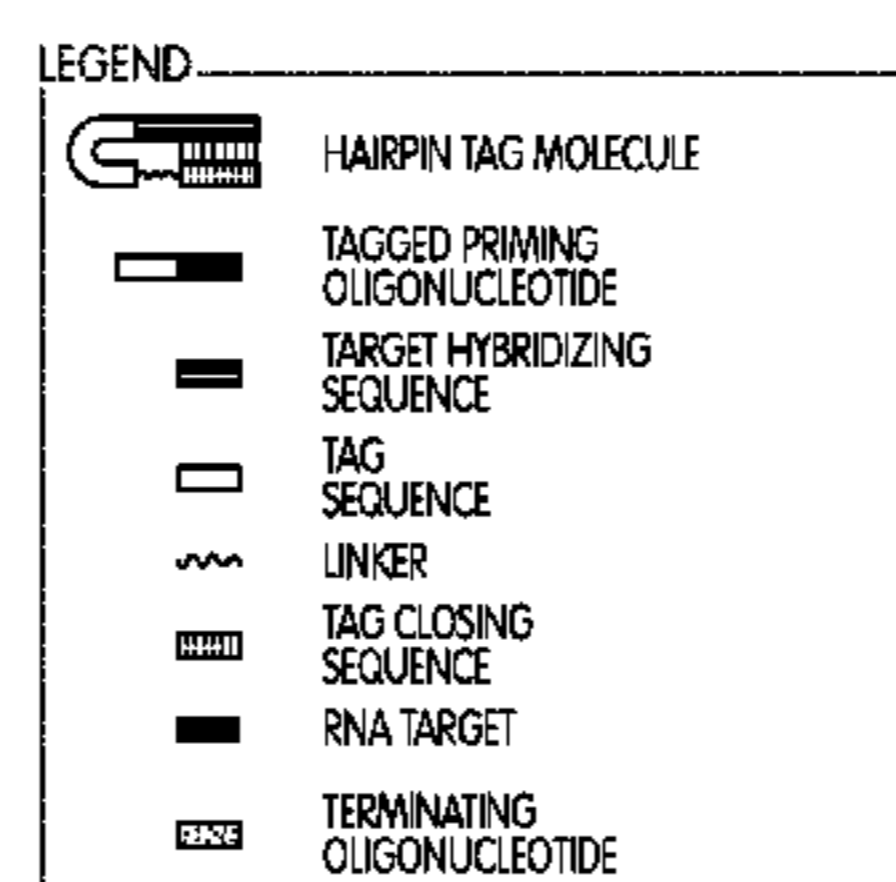 LEGEND
HAIRPIN TAG MOLECULE
TAGGED PRIMING
OLIGONUCLEOTIDE
TARGET HYBRIDIZING
SEQUENCE
TAG
SEQUENCE
LINKER
TAG CLOSING
SEQUENCE
RNA TARGET
TERMINATING
OLIGONUCLEOTIDE